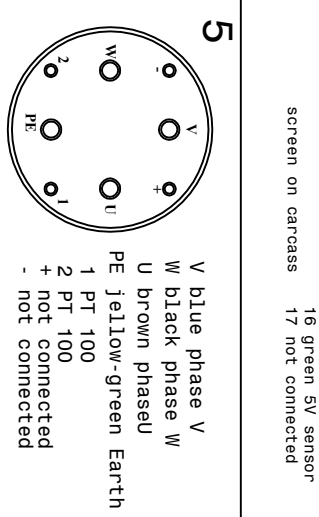 16 green 5V sensor
screen on carcass 17 not connected
5
V
- +
W U
2 1
PE
V blue phase V
W black phase W
U brown phaseU
PE jellow-green Earth
1 PT 100
2 PT 100
+ not connected
- not connected